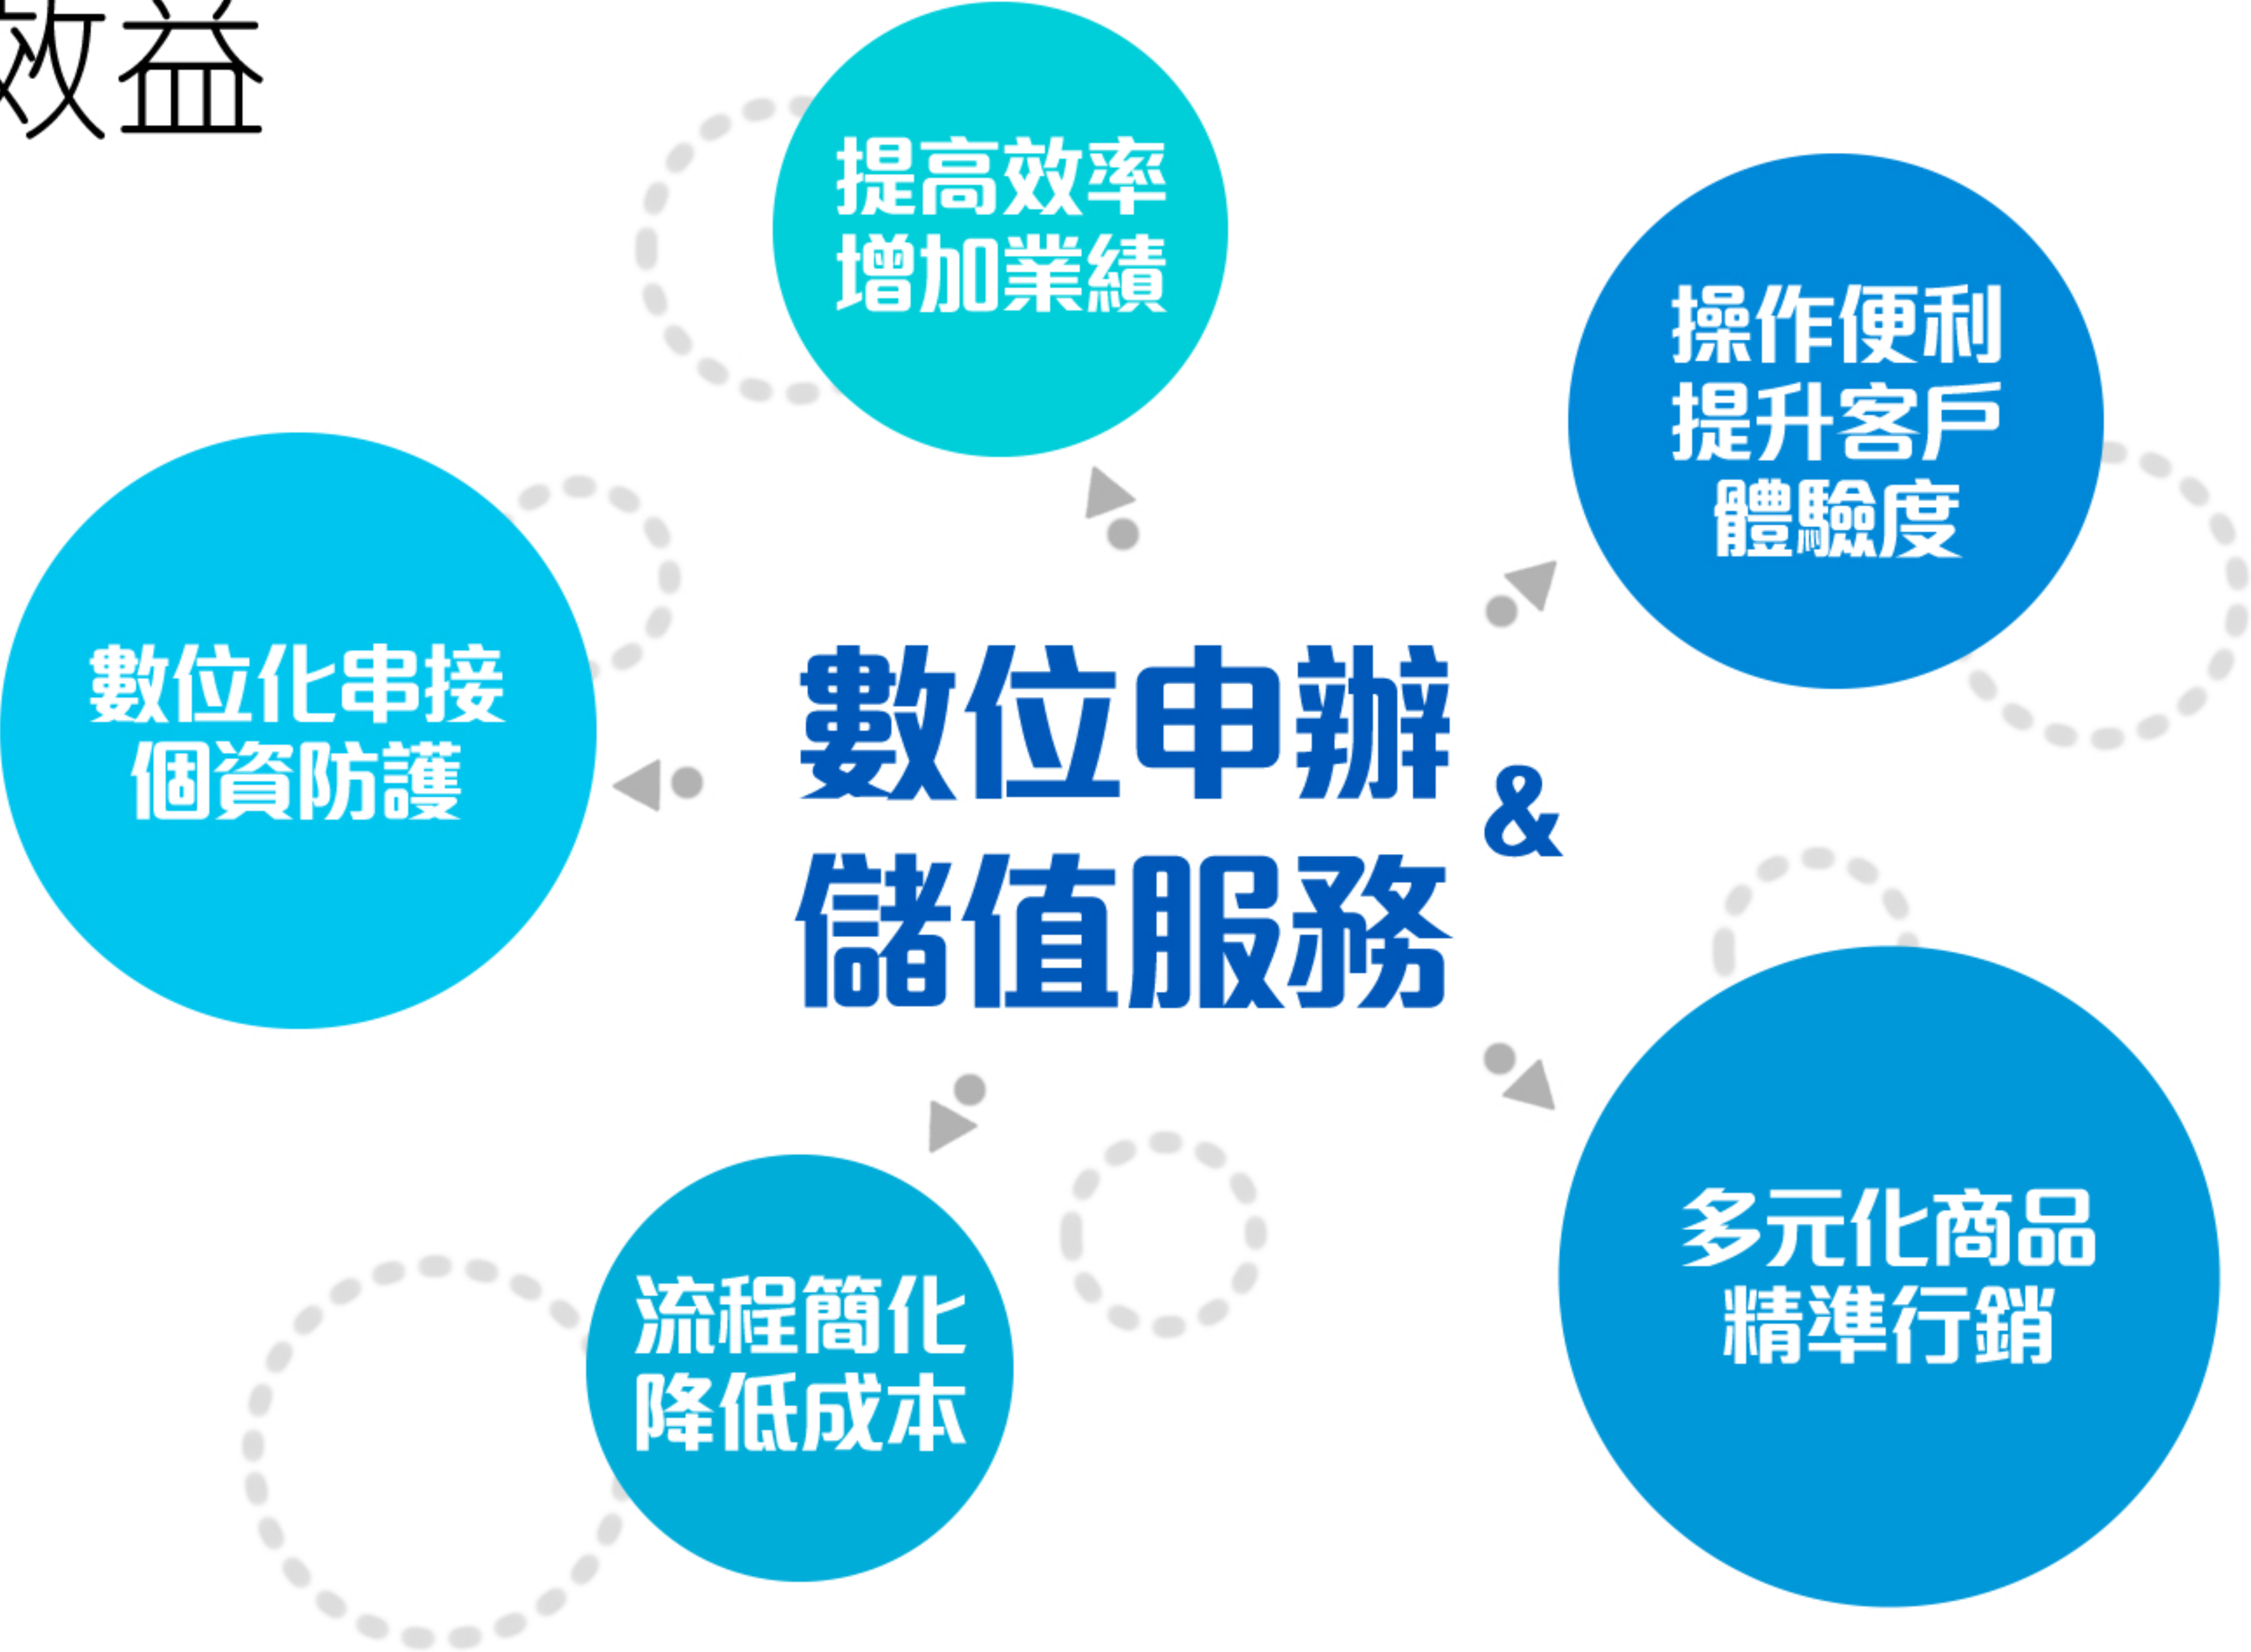 效益
提高效率
增加業績
操作便利
提升客戶
體驗度
數位化串接
個資防護
數位申辦
&
儲值服務
多元化商品
精準行銷
流程簡化
降低成本